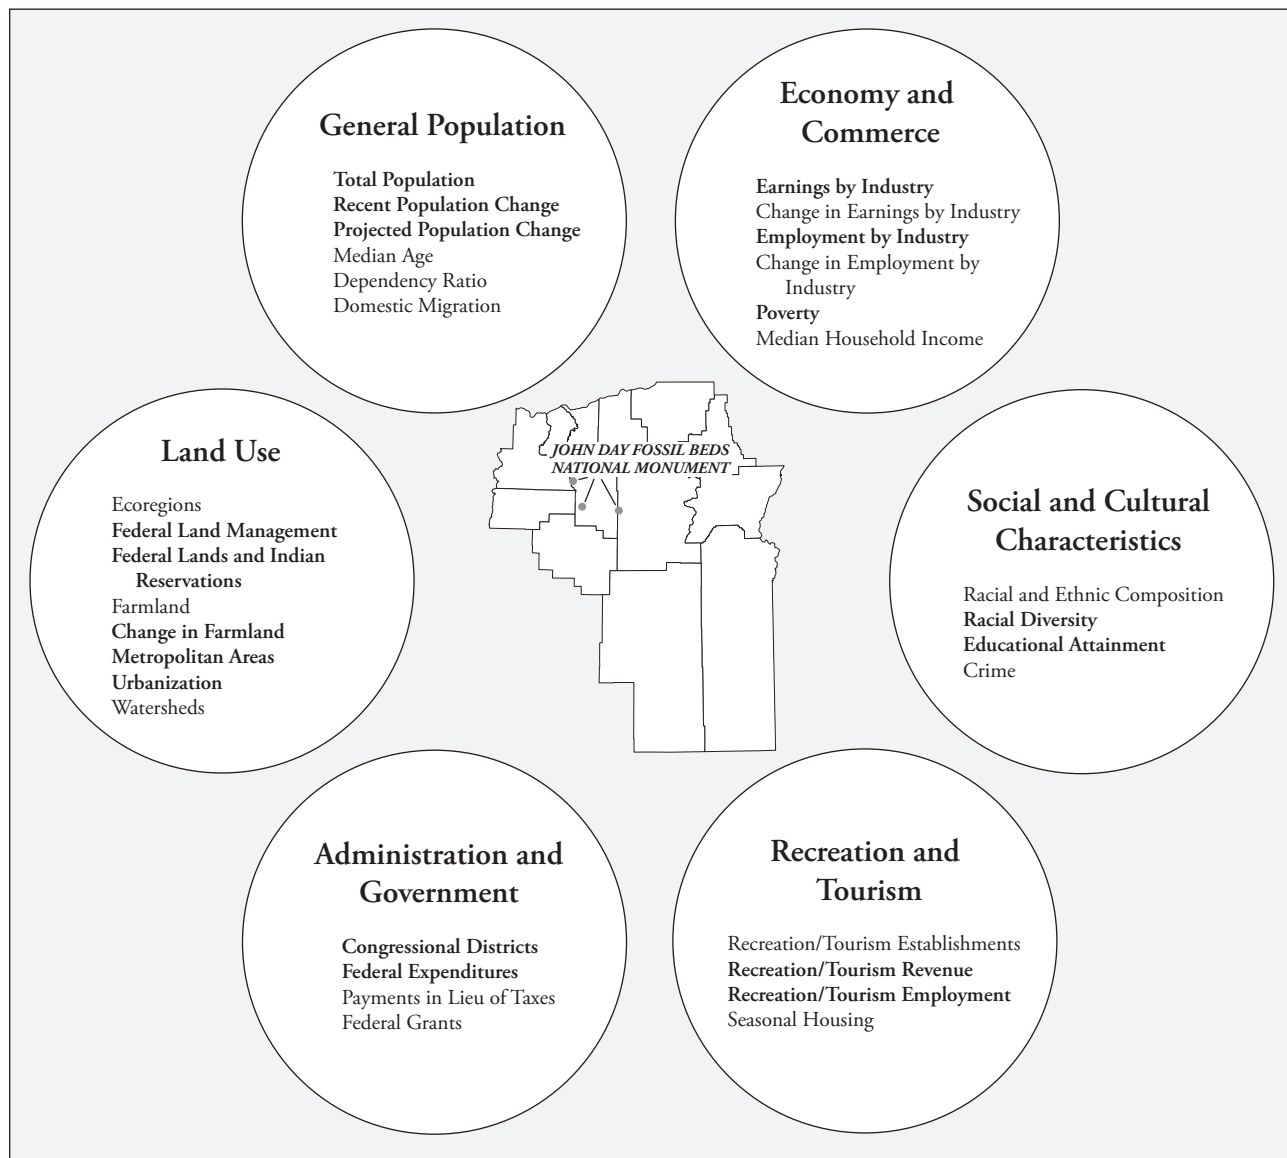 General Population
Total Population
Recent Population Change
Projected Population Change
Median Age
Dependency Ratio
Domestic Migration
Economy and
Commerce
Earnings by Industry
Change in Earnings by Industry
Employment by Industry
Change in Employment by
Industry
Poverty
Median Household Income
Land Use
Ecoregions
Federal Land Management
Federal Lands and Indian
Reservations
Farmland
Change in Farmland
Metropolitan Areas
Urbanization
Watersheds
JOHN DAY FOSSIL BEDS
NATIONAL MONUMENT
Social and Cultural
Characteristics
Racial and Ethnic Composition
Racial Diversity
Educational Attainment
Crime
Administration and
Government
Congressional Districts
Federal Expenditures
Payments in Lieu of Taxes
Federal Grants
Recreation and
Tourism
Recreation/Tourism Establishments
Recreation/Tourism Revenue
Recreation/Tourism Employment
Seasonal Housing